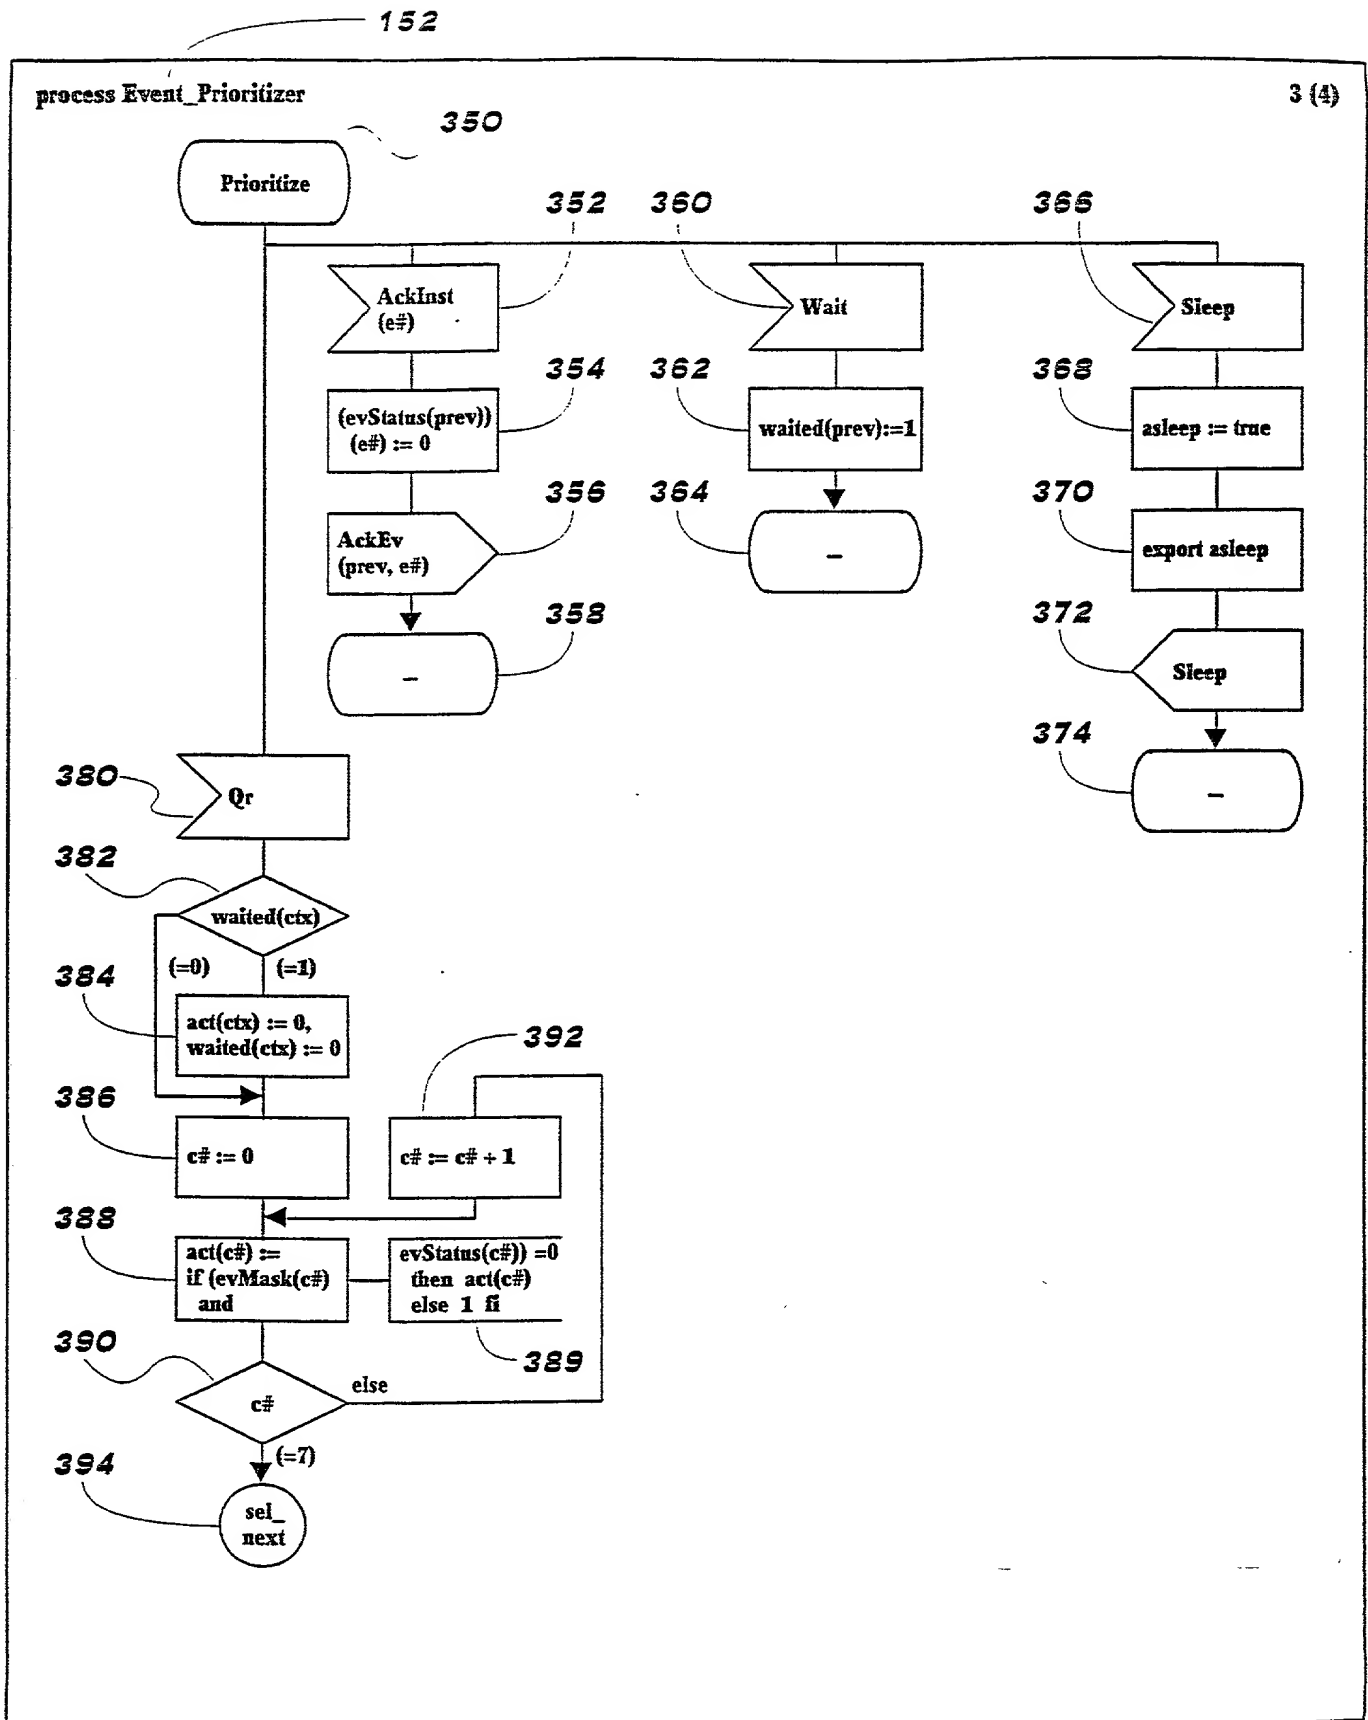 152
process Event_Prioritizer
3 (4)
350
Prioritize
352
360
366
AckInst
(e#)
Wait
Sleep
354
362
368
(evStatus(prev))
(e#) := 0
waited(prev):=1
asleep := true
356
364
370
AckEv
(prev, e#)
–
export asleep
358
372
–
Sleep
374
–
380
Qr
382
waited(ctx)
(=0)
(=1)
384
act(ctx) := 0,
waited(ctx) := 0
392
386
c# := 0
c# := c# + 1
388
act(c#) :=
if (evMask(c#)
and
evStatus(c#)) =0
then act(c#)
else 1 fi
390
389
else
c#
(=7)
394
sel_
next